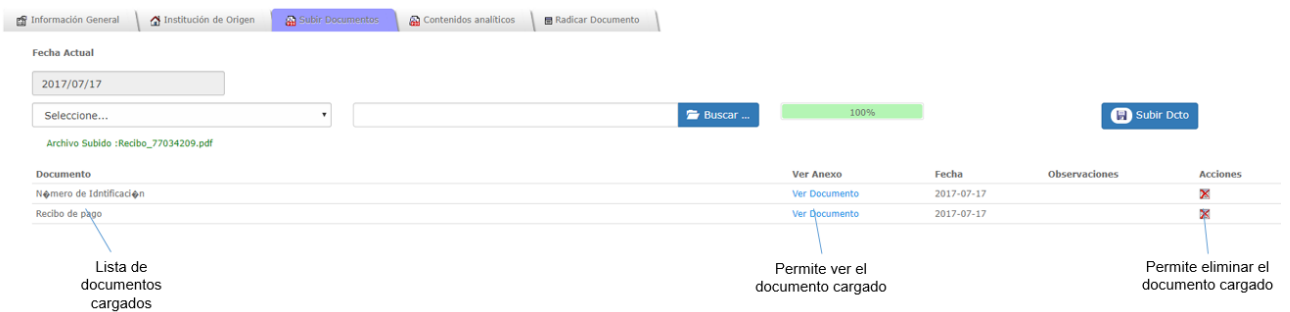 Información General Institución de Origen Subir Documentos Contenidos analíticos Radicar Documento
Fecha Actual
2017/07/17
Seleccione... Buscar ... 100% Subir Dcto
Archivo Subido :Recibo_77034209.pdf
Documento Ver Anexo Fecha Observaciones Acciones
N�mero de Idntificaci�n Ver Documento 2017-07-17
Recibo de pago Ver Documento 2017-07-17
Lista de
documentos
cargados
Permite ver el
documento cargado
Permite eliminar el
documento cargado